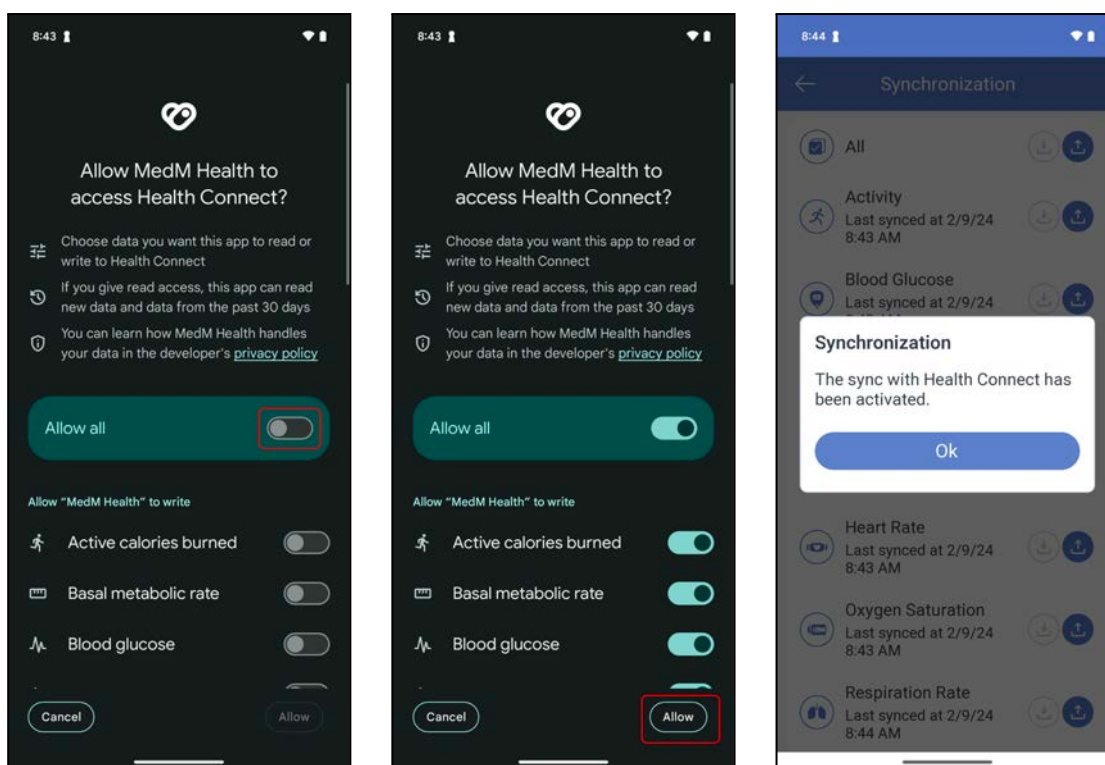 8:43
Allow MedM Health to
access Health Connect?
Choose data you want this app to read or
write to Health Connect
If you give read access, this app can read
new data and data from the past 30 days
You can learn how MedM Health handles
your data in the developer's privacy policy
Allow all
Allow “MedM Health” to write
Active calories burned
Basal metabolic rate
Blood glucose
Cancel
Allow
8:43
Allow MedM Health to
access Health Connect?
Choose data you want this app to read or
write to Health Connect
If you give read access, this app can read
new data and data from the past 30 days
You can learn how MedM Health handles
your data in the developer's privacy policy
Allow all
Allow “MedM Health” to write
Active calories burned
Basal metabolic rate
Blood glucose
Cancel
Allow
8:44
Synchronization
All
Activity
Last synced at 2/9/24
8:43 AM
Blood Glucose
Last synced at 2/9/24
Synchronization
The sync with Health Connect has
been activated.
Ok
Heart Rate
Last synced at 2/9/24
8:43 AM
Oxygen Saturation
Last synced at 2/9/24
8:43 AM
Respiration Rate
Last synced at 2/9/24
8:44 AM